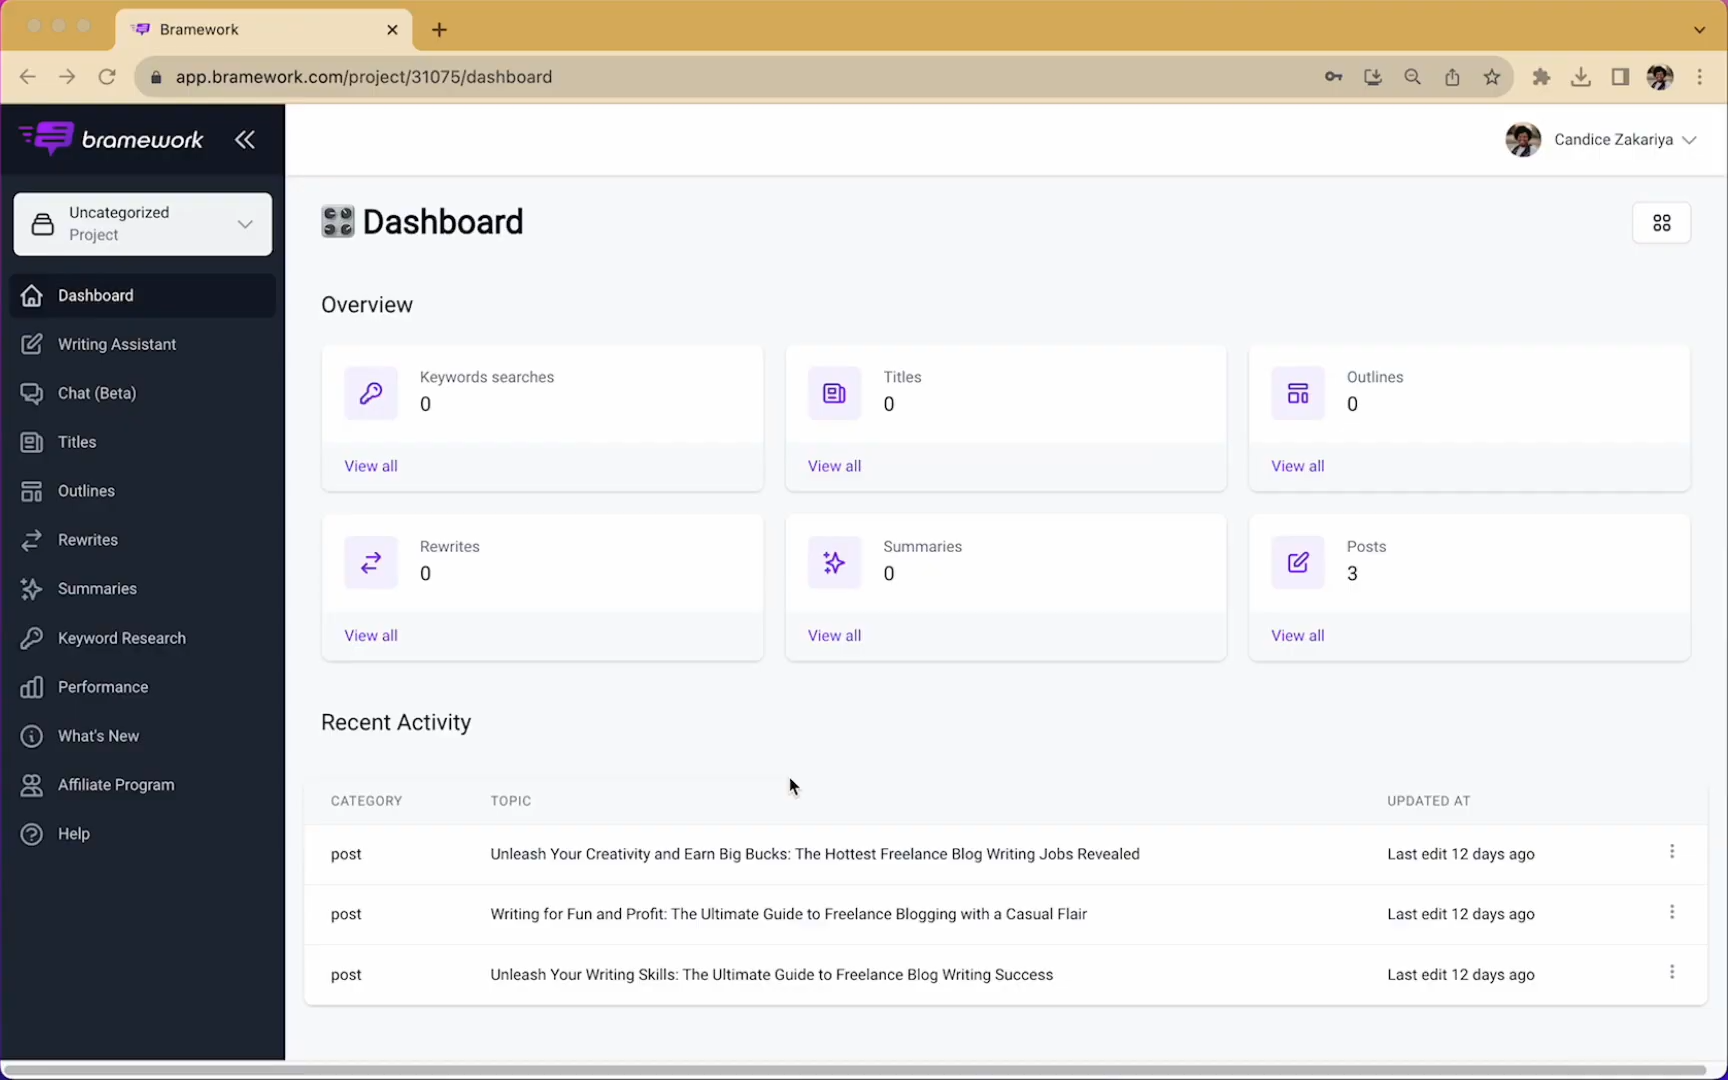 Bramework
app.bramework.com/project/31075/dashboard
bramework
Candice Zakariya
Uncategorized
Project
Dashboard
Writing Assistant
Chat (Beta)
Titles
Outlines
Rewrites
Summaries
Keyword Research
Performance
What's New
Affiliate Program
Help
Dashboard
Overview
Keywords searches
0
View all
Titles
0
View all
Outlines
0
View all
Rewrites
0
View all
Summaries
0
View all
Posts
3
View all
Recent Activity
CATEGORY TOPIC UPDATED AT
post Unleash Your Creativity and Earn Big Bucks: The Hottest Freelance Blog Writing Jobs Revealed Last edit 12 days ago
post Writing for Fun and Profit: The Ultimate Guide to Freelance Blogging with a Casual Flair Last edit 12 days ago
post Unleash Your Writing Skills: The Ultimate Guide to Freelance Blog Writing Success Last edit 12 days ago